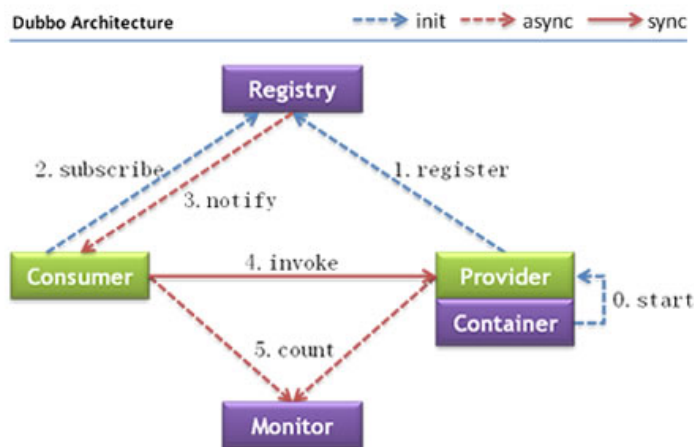 Dubbo Architecture
init
async
sync
Registry
2. subscribe
1. register
3. notify
Consumer
4. invoke
Provider
0. start
Container
5. count
Monitor